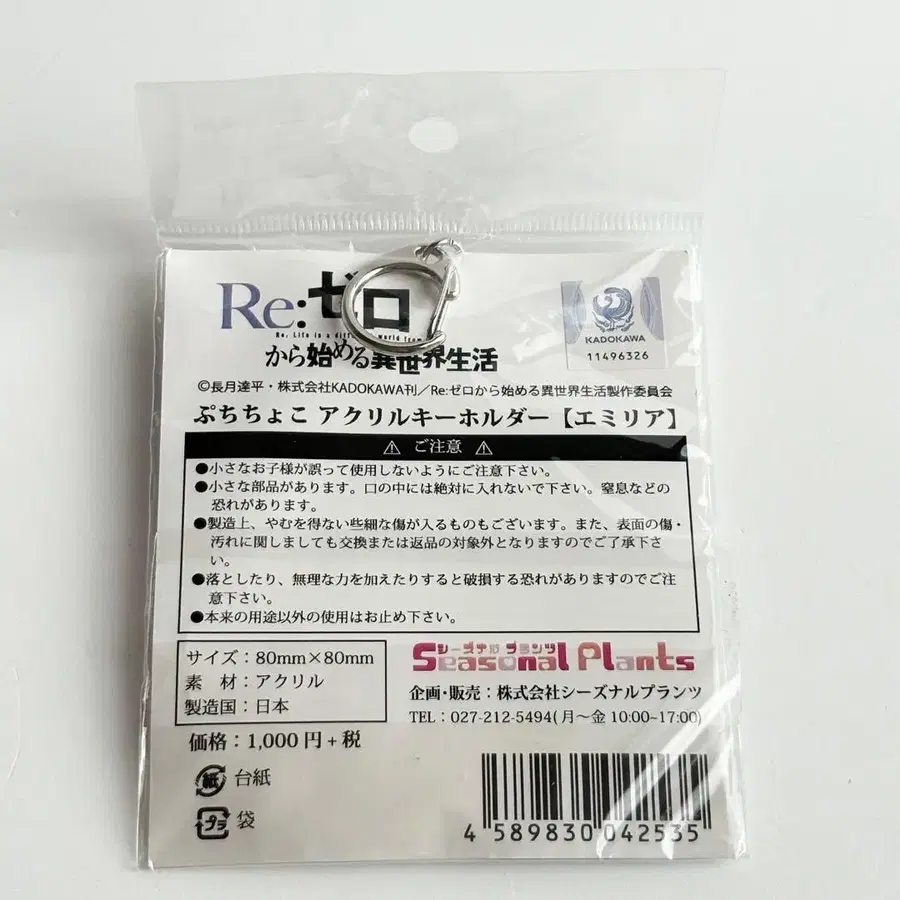 Re:ゼロ
から始める異世界生活
KADOKAWA
11496326
©長月達平・株式会社KADOKAWA刊／Re:ゼロから始める異世界生活製作委員会
ぷちちょこ アクリルキーホルダー【エミリア】
ご注意
●小さなお子様が誤って使用しないようにご注意下さい。
●小さな部品があります。口の中には絶対に入れないで下さい。窒息などの
恐れがあります。
●製造上、やむを得ない些細な傷が入るものもございます。また、表面の傷・
汚れに関しましても交換または返品の対象外となりますのでご了承下さ
い。
●落としたり、無理な力を加えたりすると破損する恐れがありますのでご注
意下さい。
●本来の用途以外の使用はお止め下さい。
サイズ：80mm×80mm
素　材：アクリル
製造国：日本
シーズナル プランツ
Seasonal Plants
企画・販売：株式会社シーズナルプランツ
TEL：027-212-5494(月～金 10:00~17:00)
価格：1,000円+税
紙 台紙
プラ 袋
4 589830 042535